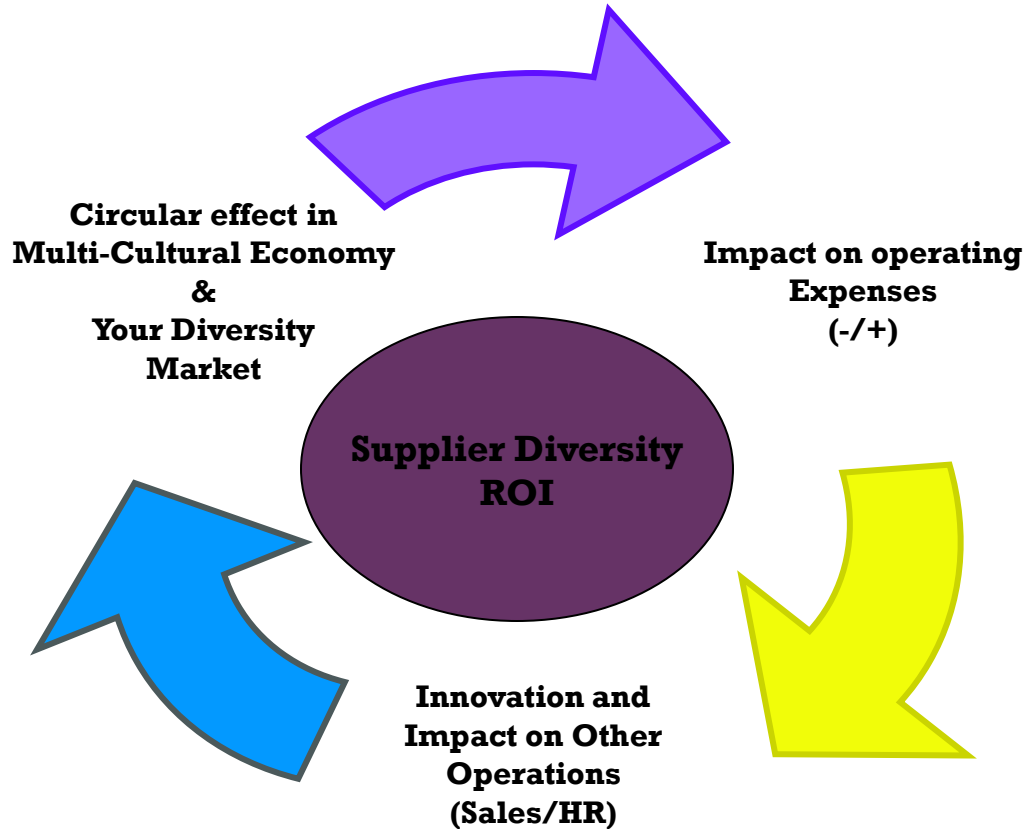 Circular effect in
Multi-Cultural Economy
&
Your Diversity
Market
Impact on operating
Expenses
(-/+)
Supplier Diversity
ROI
Innovation and
Impact on Other
Operations
(Sales/HR)